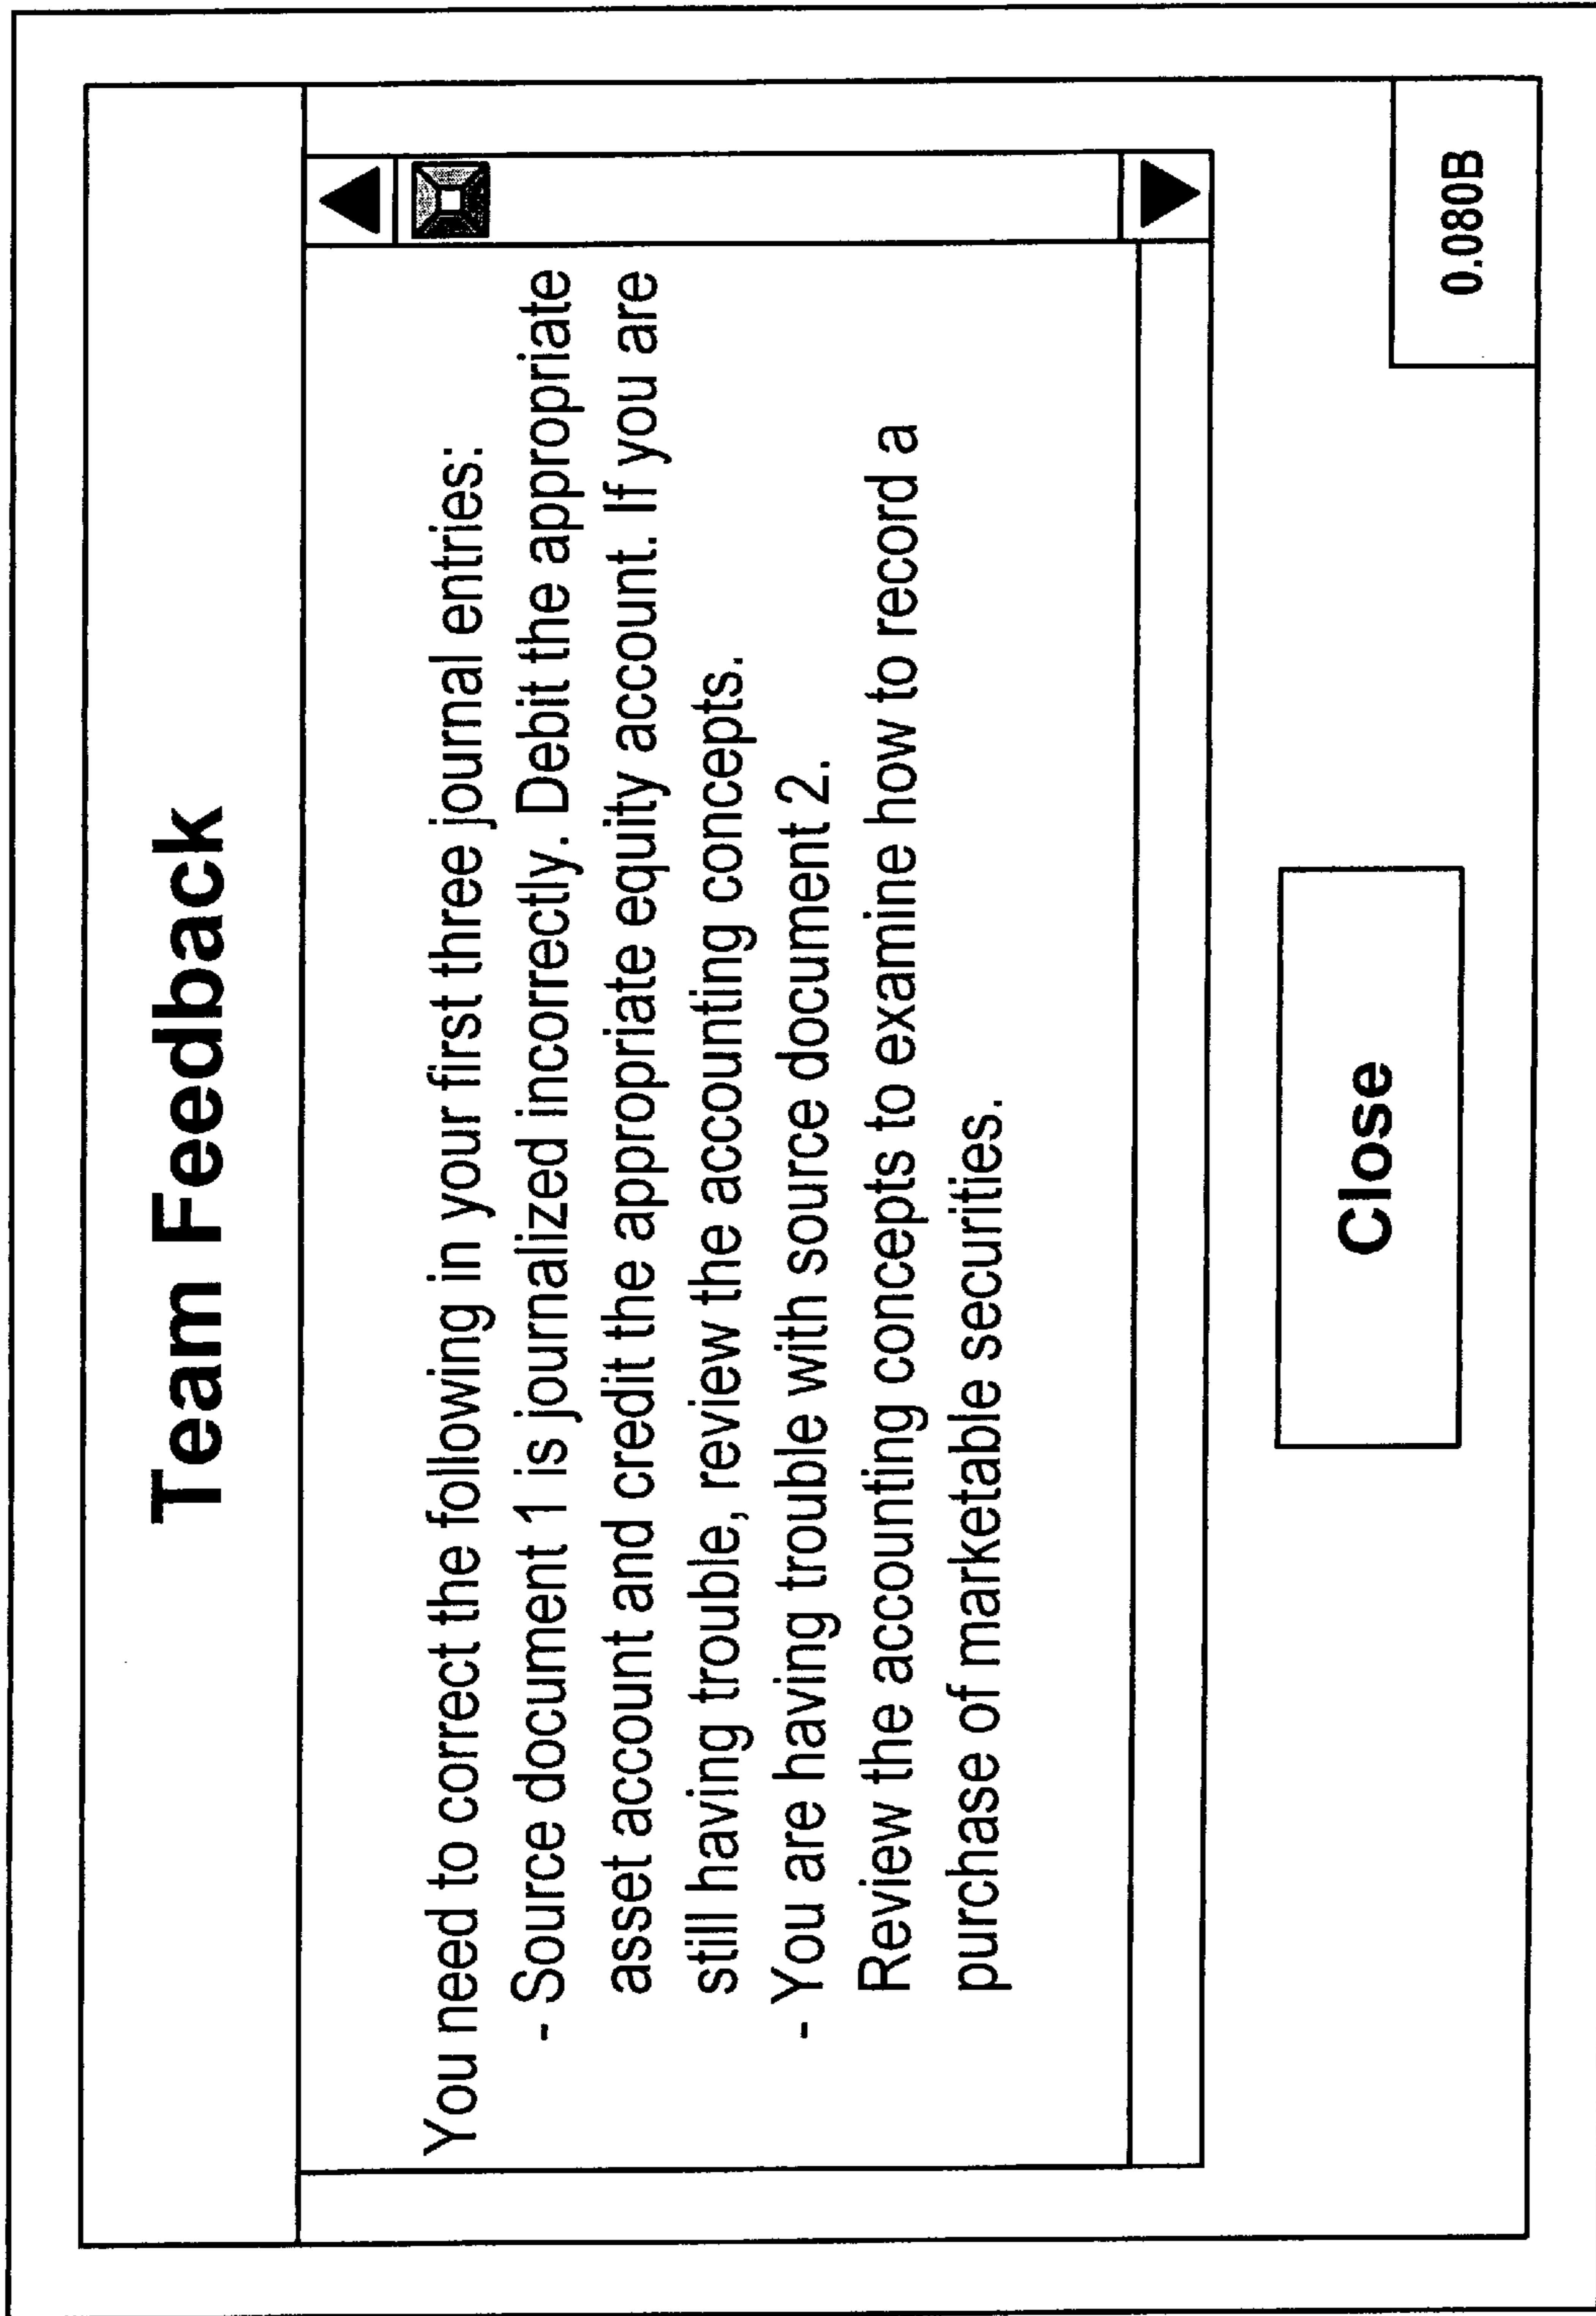 Team Feedback
You need to correct the following in your first three journal entries:
- Source document 1 is journalized incorrectly. Debit the appropriate
asset account and credit the appropriate equity account. If you are
still having trouble, review the accounting concepts.
- You are having trouble with source document 2.
Review the accounting concepts to examine how to record a
purchase of marketable securities.
Close
0.080B